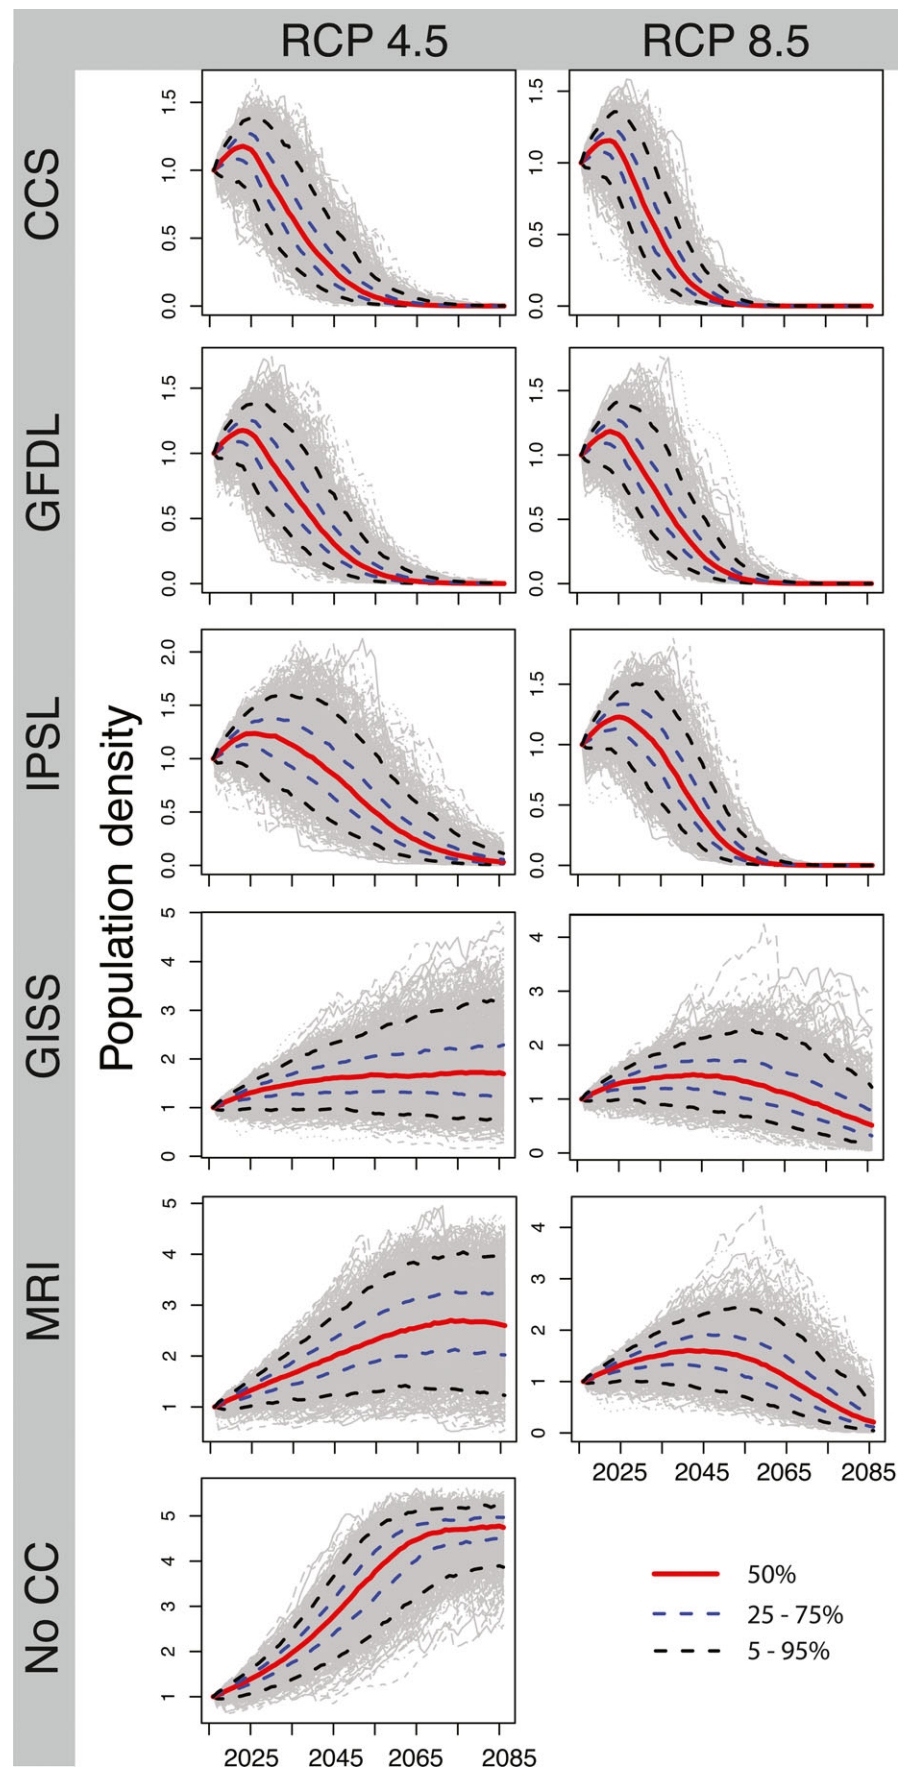 RCP 4.5 RCP 8.5
CCS
0.0 0.5 1.0 1.5
0.0 0.5 1.0 1.5
GFDL
0.0 0.5 1.0 1.5
0.0 0.5 1.0 1.5
Population density
IPSL
0.0 0.5 1.0 1.5 2.0
0.0 0.5 1.0 1.5
GISS
0 1 2 3 4 5
0 1 2 3 4
MRI
1 2 3 4 5
0 1 2 3 4
2025 2045 2065 2085
No CC
1 2 3 4 5
2025 2045 2065 2085
50%
25 - 75%
5 - 95%